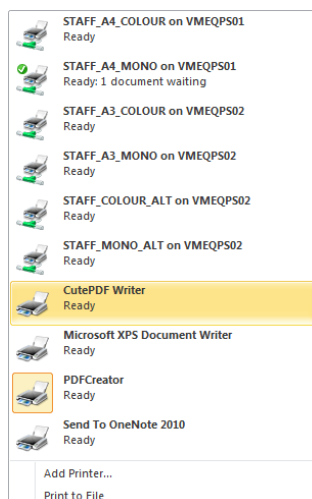 STAFF_A4_COLOUR on VMEQPS01
Ready
STAFF_A4_MONO on VMEQPS01
Ready: 1 document waiting
STAFF_A3_COLOUR on VMEQPS02
Ready
STAFF_A3_MONO on VMEQPS02
Ready
STAFF_COLOUR_ALT on VMEQPS02
Ready
STAFF_MONO_ALT on VMEQPS02
Ready
CutePDF Writer
Ready
Microsoft XPS Document Writer
Ready
PDFCreator
Ready
Send To OneNote 2010
Ready
Add Printer...
Print to File